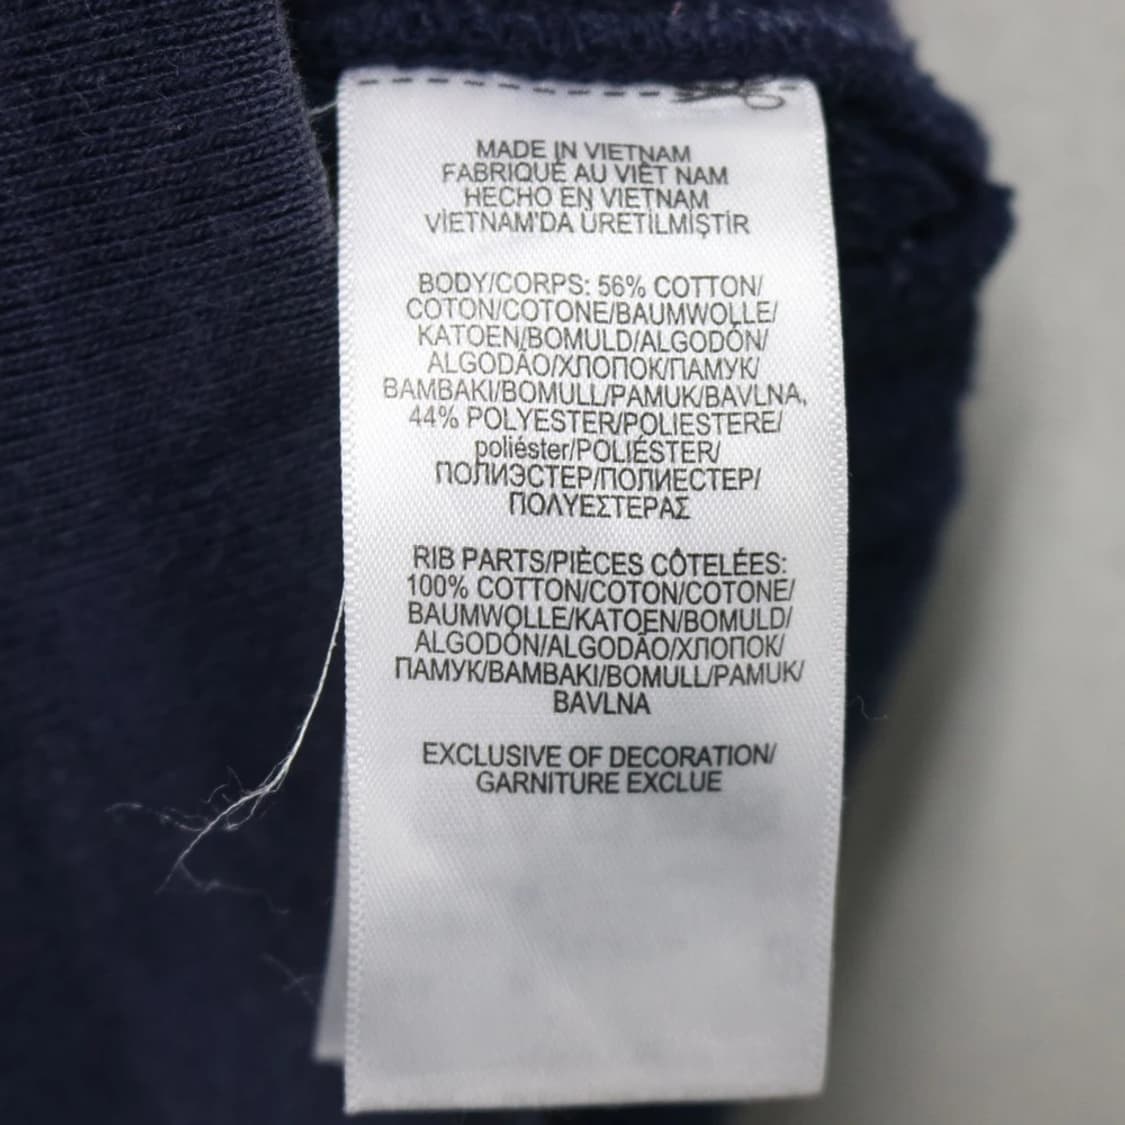 MADE IN VIETNAM
FABRIQUÉ AU VIÊT NAM
HECHO EN VIETNAM
VİETNAM'DA ÜRETİLMİŞTİR
BODY/CORPS: 56% COTTON/
COTON/COTONE/BAUMWOLLE/
KATOEN/BOMULD/ALGODÓN/
ALGODÃO/ХЛОПОК/ПАМУК/
BAMBAKI/BOMULL/PAMUK/BAVLNA,
44% POLYESTER/POLIESTERE/
poliéster/POLIÉSTER/
ПОЛИЭСТЕР/ПОЛИЕСТЕР/
ΠΟΛΥΕΣΤΕΡΑΣ
RIB PARTS/PIÈCES CÔTELÉES:
100% COTTON/COTON/COTONE/
BAUMWOLLE/KATOEN/BOMULD/
ALGODÓN/ALGODÃO/ХЛОПОК/
ПАМУК/BAMBAKI/BOMULL/PAMUK/
BAVLNA
EXCLUSIVE OF DECORATION/
GARNITURE EXCLUE